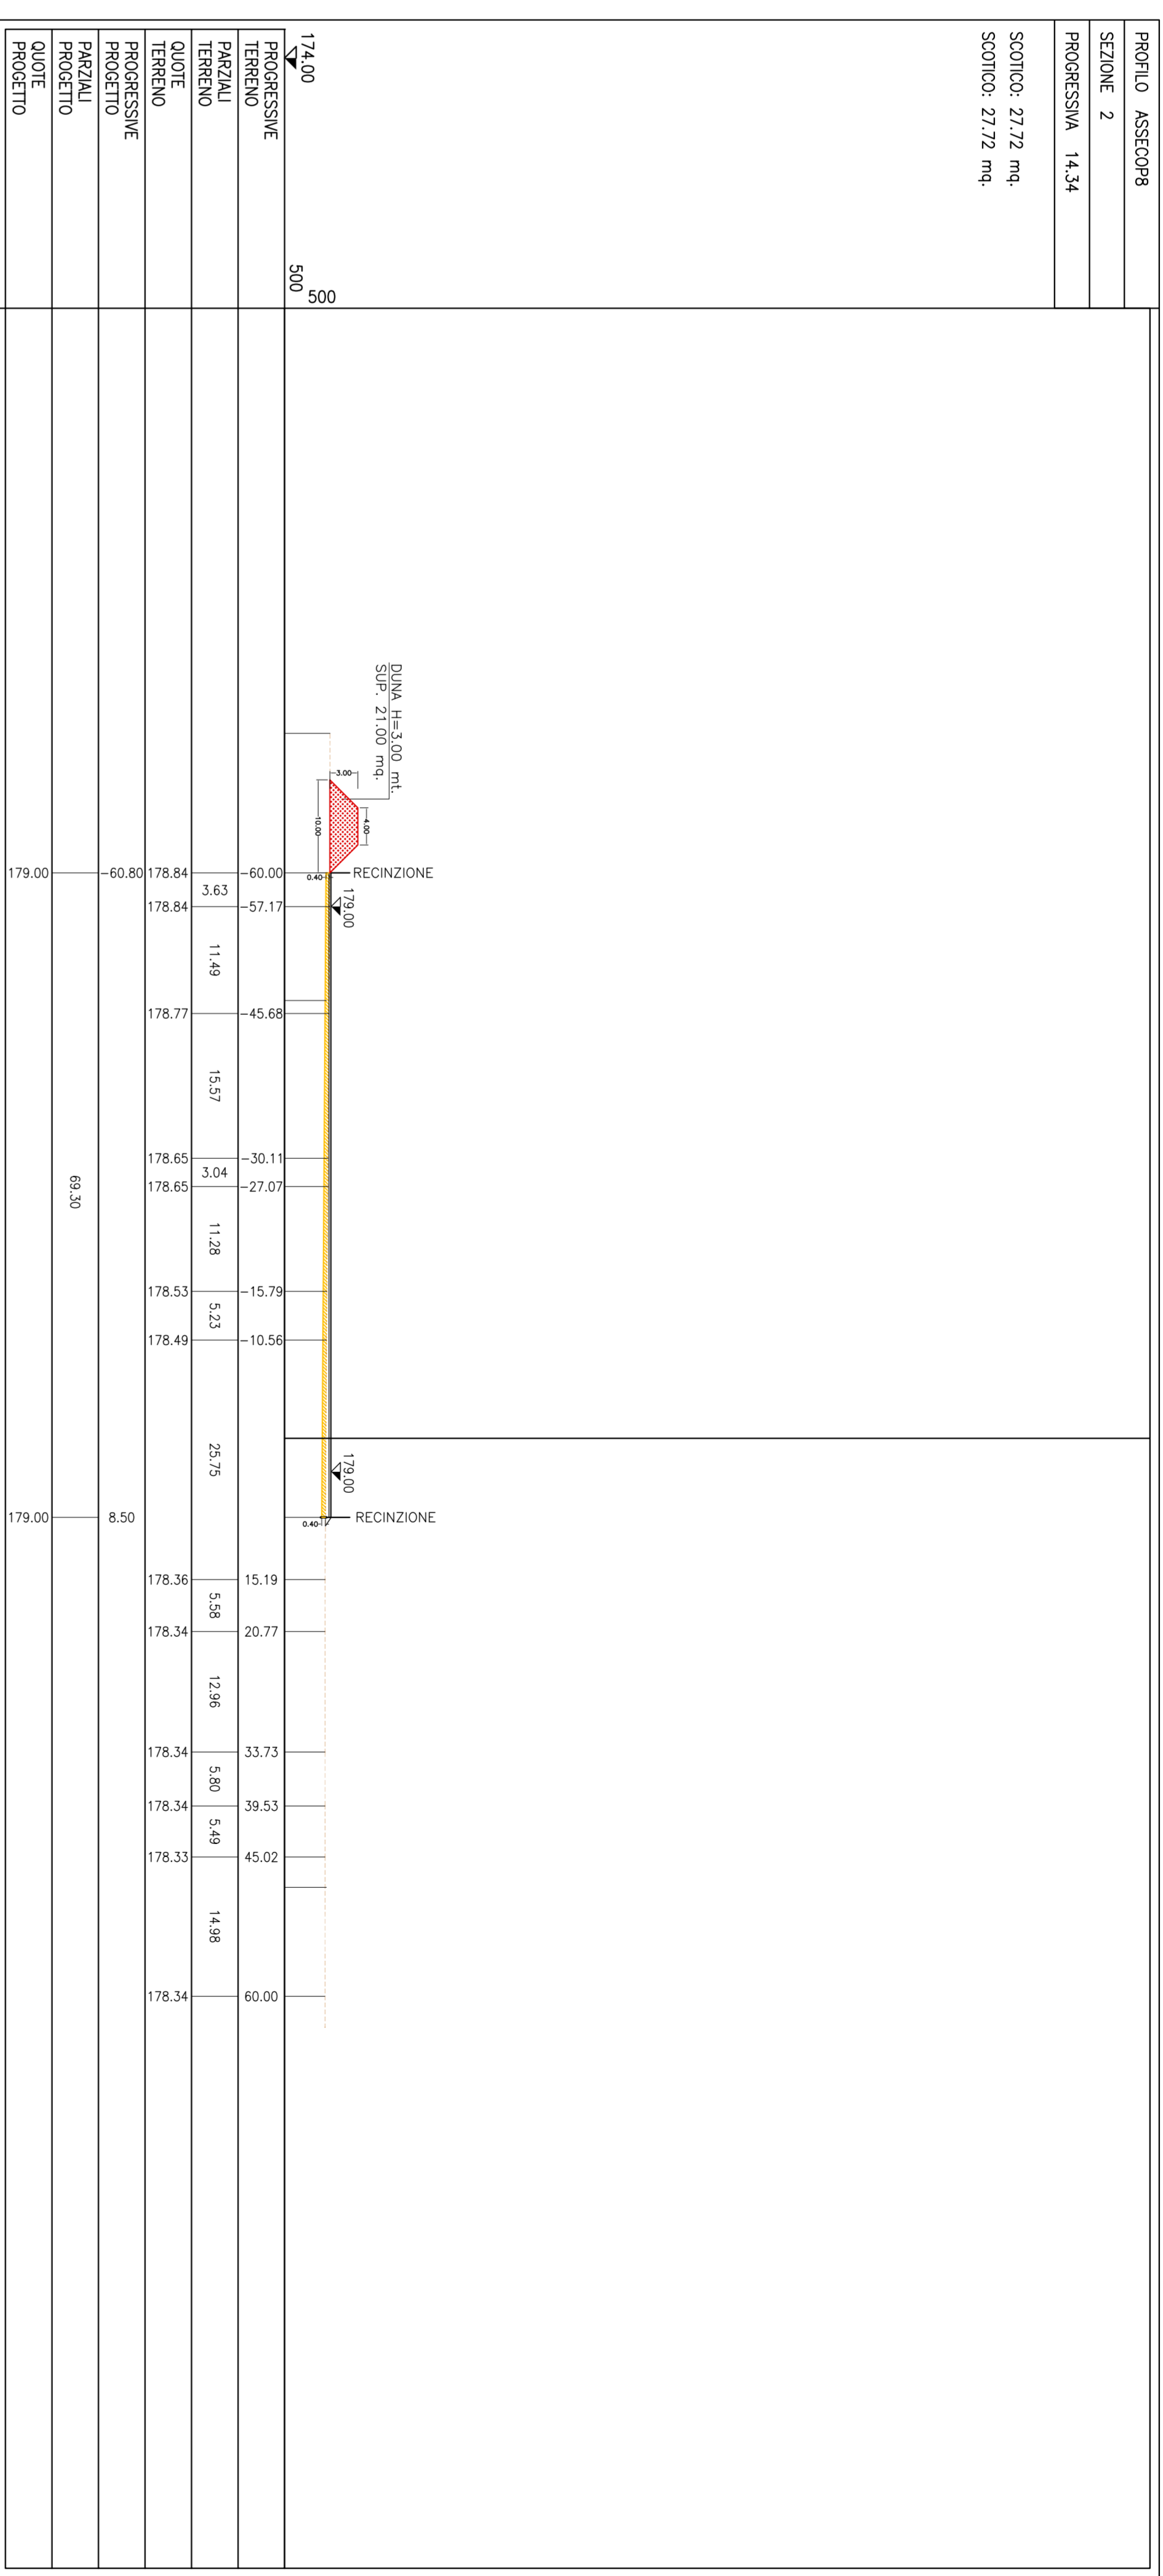 PROFILO ASSECOP8
SEZIONE 2
PROGRESSIVA 14.34
SCOTICO: 27.72 mq.
SCOTICO: 27.72 mq.
500
500
174.00
DUNA H=3.00 mt.
SUP. 21.00 mq.
3.00
4.00
10.00
RECINZIONE
0.40
179.00
179.00
RECINZIONE
0.40
PROGRESSIVE
TERRENO
-60.00
-57.17
-45.68
-30.11
-27.07
-15.79
-10.56
15.19
20.77
33.73
39.53
45.02
60.00
PARZIALI
TERRENO
3.63
11.49
15.57
3.04
11.28
5.23
25.75
5.58
12.96
5.80
5.49
14.98
QUOTE
TERRENO
178.84
178.84
178.77
178.65
178.65
178.53
178.49
178.36
178.34
178.34
178.34
178.33
178.34
PROGRESSIVE
PROGETTO
-60.80
8.50
PARZIALI
PROGETTO
69.30
QUOTE
PROGETTO
179.00
179.00